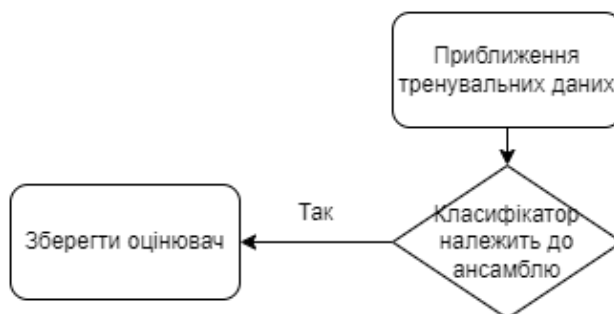 Приближення
тренувальних даних
Так
Зберегти оцінювач
Класифікатор
належить до
ансамблю